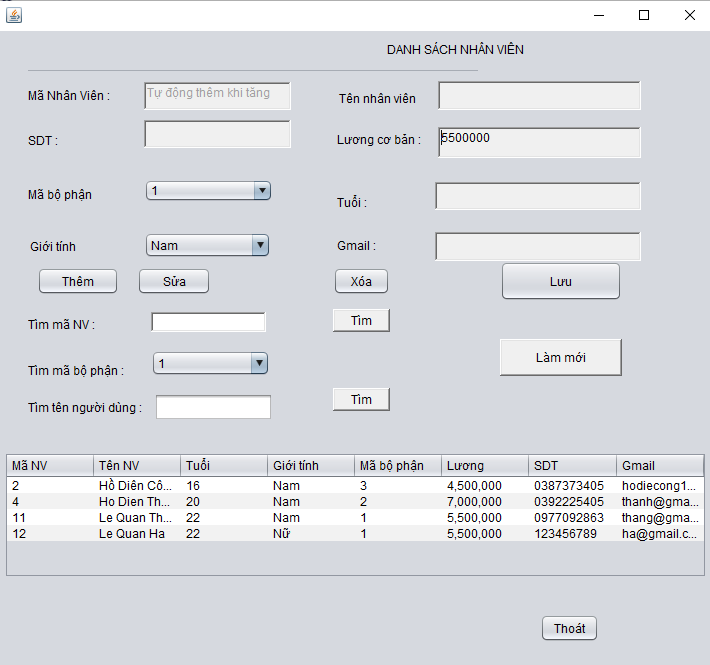 DANH SÁCH NHÂN VIÊN
Mã Nhân Viên : Tự động thêm khi tăng Tên nhân viên
SDT : Lương cơ bản : 5500000
Mã bộ phận 1 Tuổi :
Giới tính Nam Gmail :
Thêm Sửa Xóa Lưu
Tìm mã NV : Tìm
Tìm mã bộ phận : 1 Làm mới
Tìm tên người dùng : Tìm
Mã NV Tên NV Tuổi Giới tính Mã bộ phận Lương SDT Gmail
2 Hồ Diên Cô... 16 Nam 3 4,500,000 0387373405 hodiecong1...
4 Ho Dien Th... 20 Nam 2 7,000,000 0392225405 thanh@gma...
11 Le Quan Th... 22 Nam 1 5,500,000 0977092863 thang@gma...
12 Le Quan Ha 22 Nữ 1 5,500,000 123456789 ha@gmail.c...
Thoát